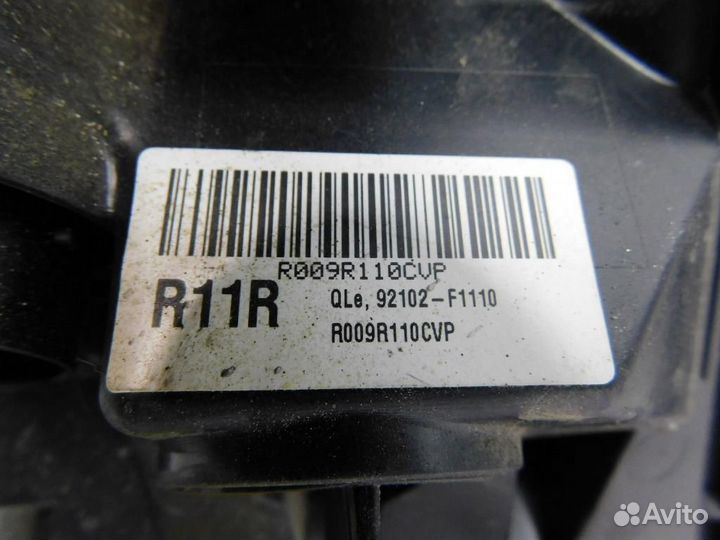 R009R110CVP
R11R QLe, 92102-F1110
R009R110CVP
Avito